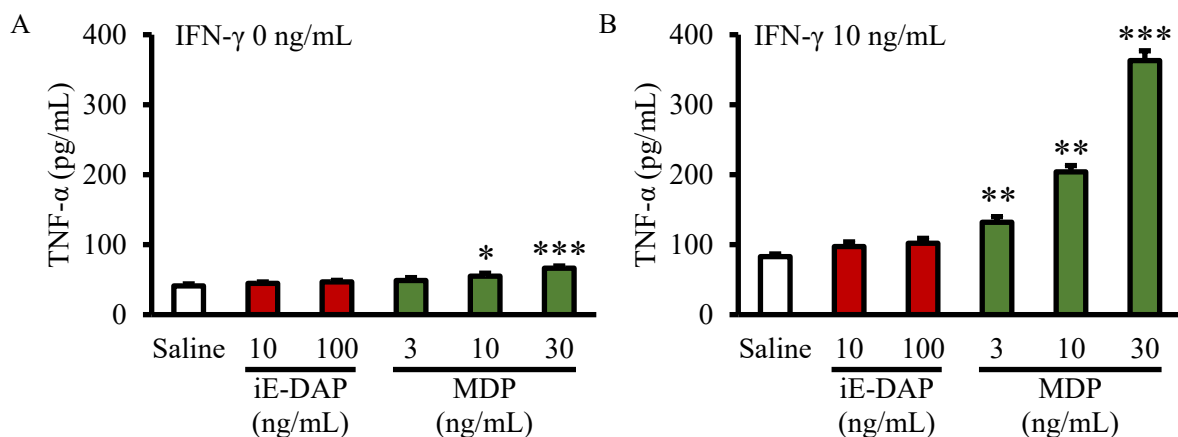 A
IFN-γ 0 ng/mL
TNF-α (pg/mL)
400
300
200
100
0
* ***
Saline 10 100 3 10 30
iE-DAP MDP
(ng/mL) (ng/mL)
B
IFN-γ 10 ng/mL
TNF-α (pg/mL)
400
300
200
100
0
** ** ***
Saline 10 100 3 10 30
iE-DAP MDP
(ng/mL) (ng/mL)